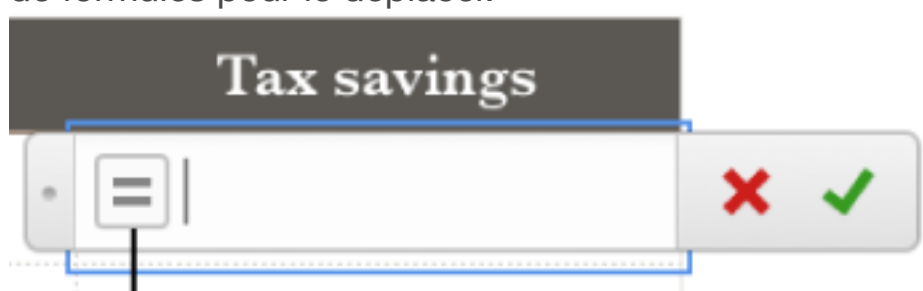 de formules pour le déplacer.
Tax savings
=